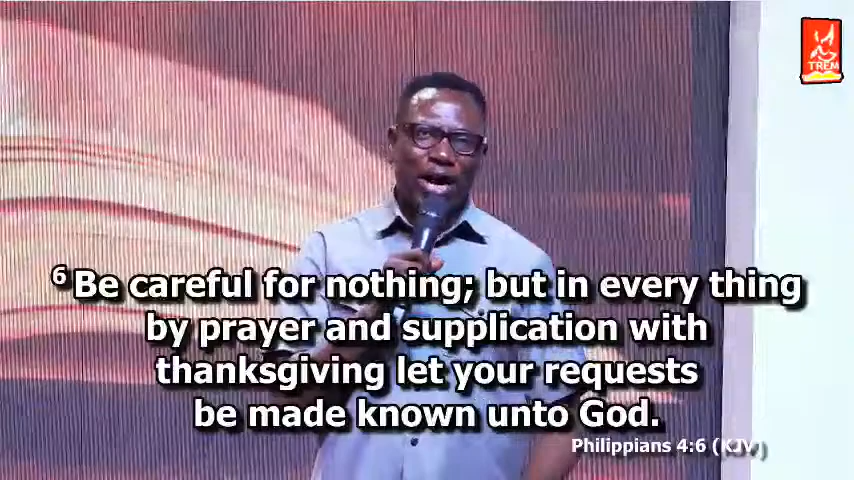 TREM
6 Be careful for nothing; but in every thing
by prayer and supplication with
thanksgiving let your requests
be made known unto God.
Philippians 4:6 (KJV)